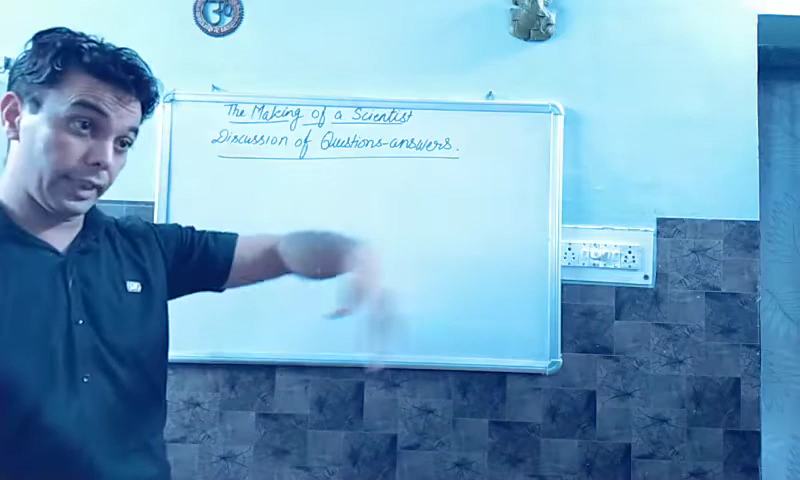 The Making of a Scientist
Discussion of Questions-answers.